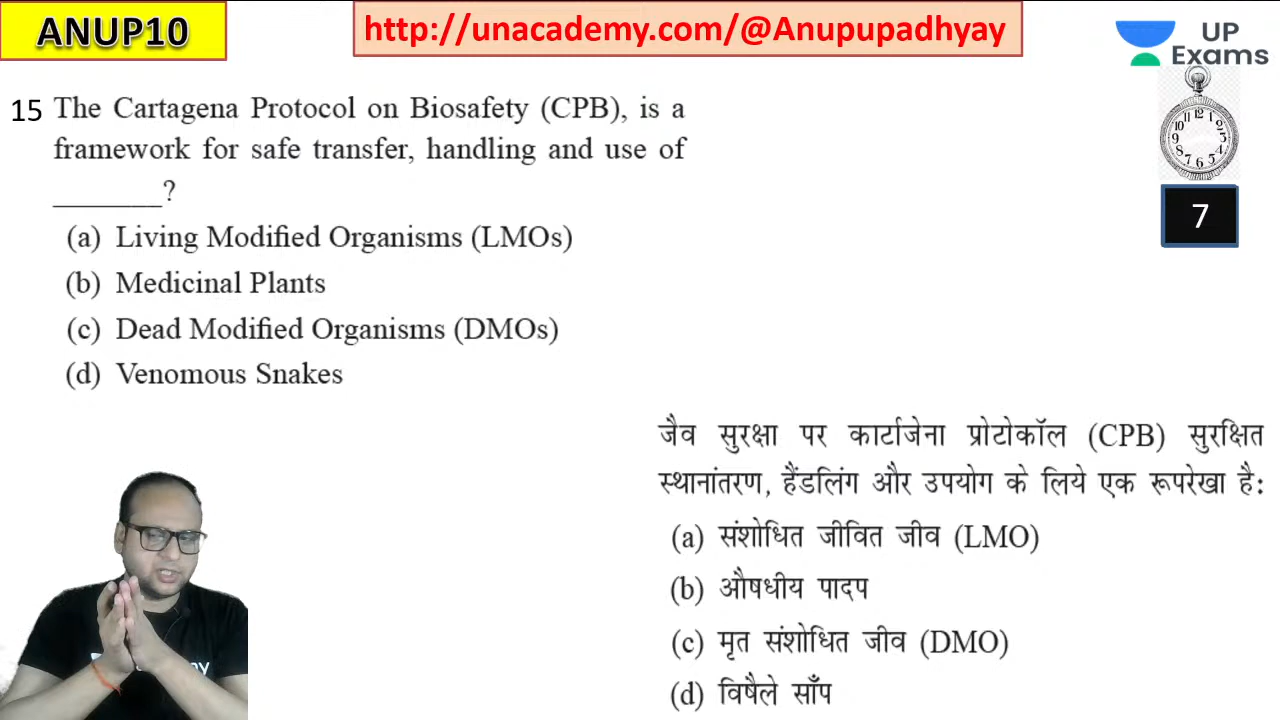 ANUP10
http://unacademy.com/@Anupupadhyay
UP
Exams
15 The Cartagena Protocol on Biosafety (CPB), is a
framework for safe transfer, handling and use of
_______?
(a) Living Modified Organisms (LMOs)
(b) Medicinal Plants
(c) Dead Modified Organisms (DMOs)
(d) Venomous Snakes
7
जैव सुरक्षा पर कार्टाजेना प्रोटोकॉल (CPB) सुरक्षित
स्थानांतरण, हैंडलिंग और उपयोग के लिये एक रूपरेखा है:
(a) संशोधित जीवित जीव (LMO)
(b) औषधीय पादप
(c) मृत संशोधित जीव (DMO)
(d) विषैले साँप